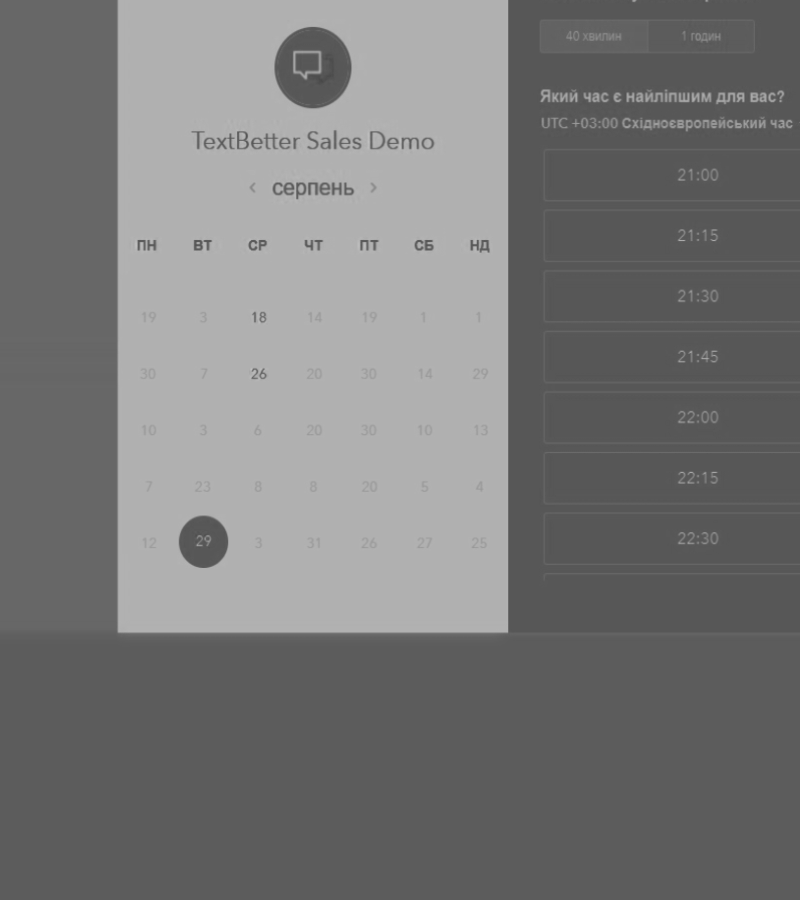 TextBetter Sales Demo
‹ серпень ›
ПН ВТ СР ЧТ ПТ СБ НД
19 3 18 14 19 1 1
30 7 26 20 30 14 29
10 3 6 20 30 10 13
7 23 8 8 20 5 4
12 29 3 31 26 27 25
40 хвилин 1 годин
Який час є найліпшим для вас?
UTC +03:00 Східноєвропейський час
21:00
21:15
21:30
21:45
22:00
22:15
22:30